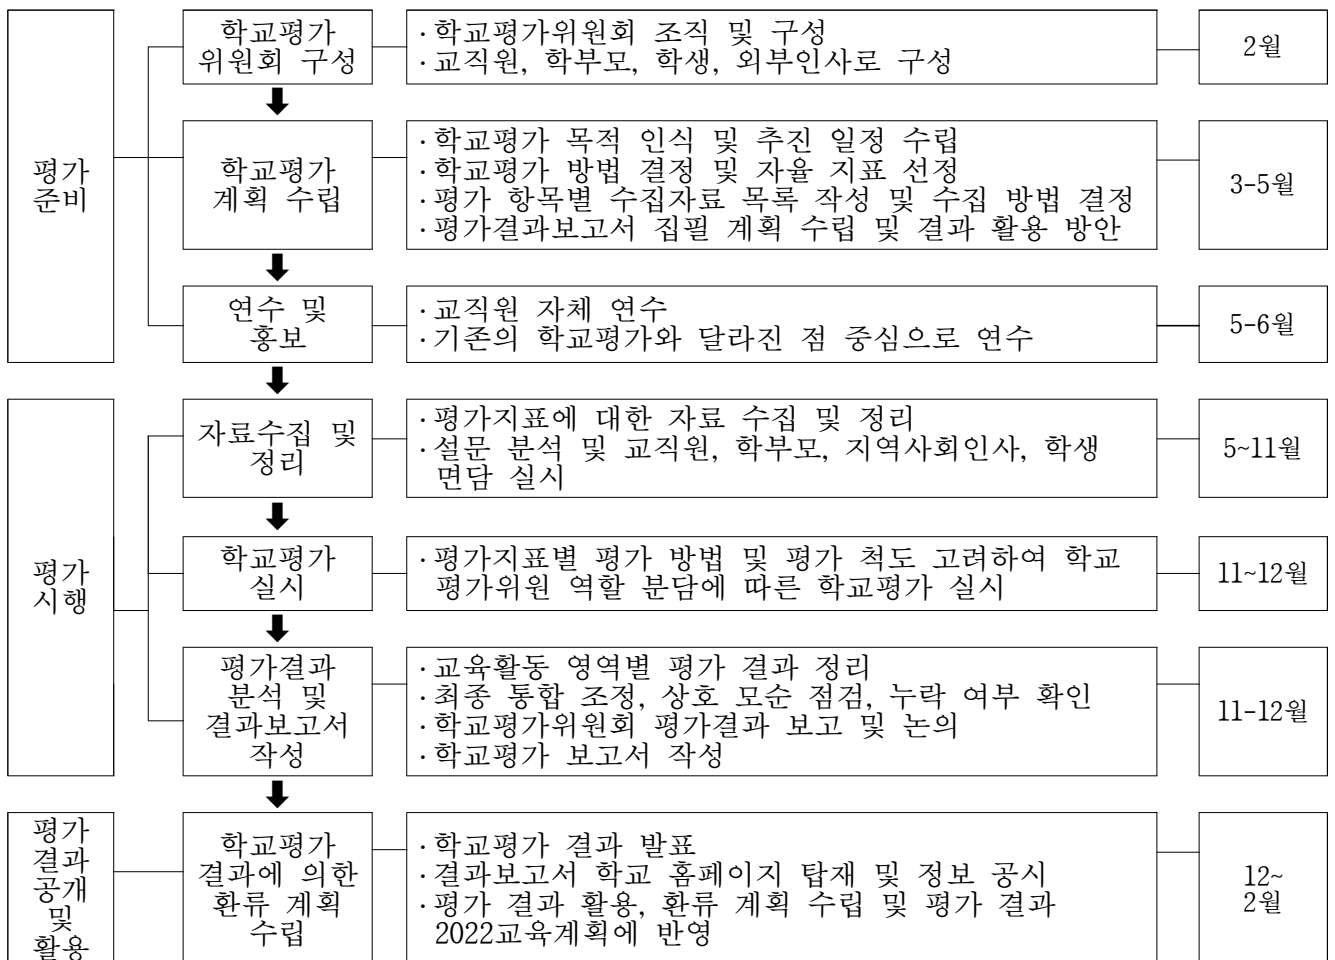 평가
준비
학교평가
위원회 구성
·학교평가위원회 조직 및 구성
·교직원, 학부모, 학생, 외부인사로 구성
2월
학교평가
계획 수립
·학교평가 목적 인식 및 추진 일정 수립
·학교평가 방법 결정 및 자율 지표 선정
·평가 항목별 수집자료 목록 작성 및 수집 방법 결정
·평가결과보고서 집필 계획 수립 및 결과 활용 방안
3-5월
연수 및
홍보
·교직원 자체 연수
·기존의 학교평가와 달라진 점 중심으로 연수
5-6월
평가
시행
자료수집 및
정리
·평가지표에 대한 자료 수집 및 정리
·설문 분석 및 교직원, 학부모, 지역사회인사, 학생
면담 실시
5~11월
학교평가
실시
·평가지표별 평가 방법 및 평가 척도 고려하여 학교
평가위원 역할 분담에 따른 학교평가 실시
11~12월
평가결과
분석 및
결과보고서
작성
·교육활동 영역별 평가 결과 정리
·최종 통합 조정, 상호 모순 점검, 누락 여부 확인
·학교평가위원회 평가결과 보고 및 논의
·학교평가 보고서 작성
11-12월
평가
결과
공개
및
활용
학교평가
결과에 의한
환류 계획
수립
·학교평가 결과 발표
·결과보고서 학교 홈페이지 탑재 및 정보 공시
·평가 결과 활용, 환류 계획 수립 및 평가 결과
2022교육계획에 반영
12~
2월